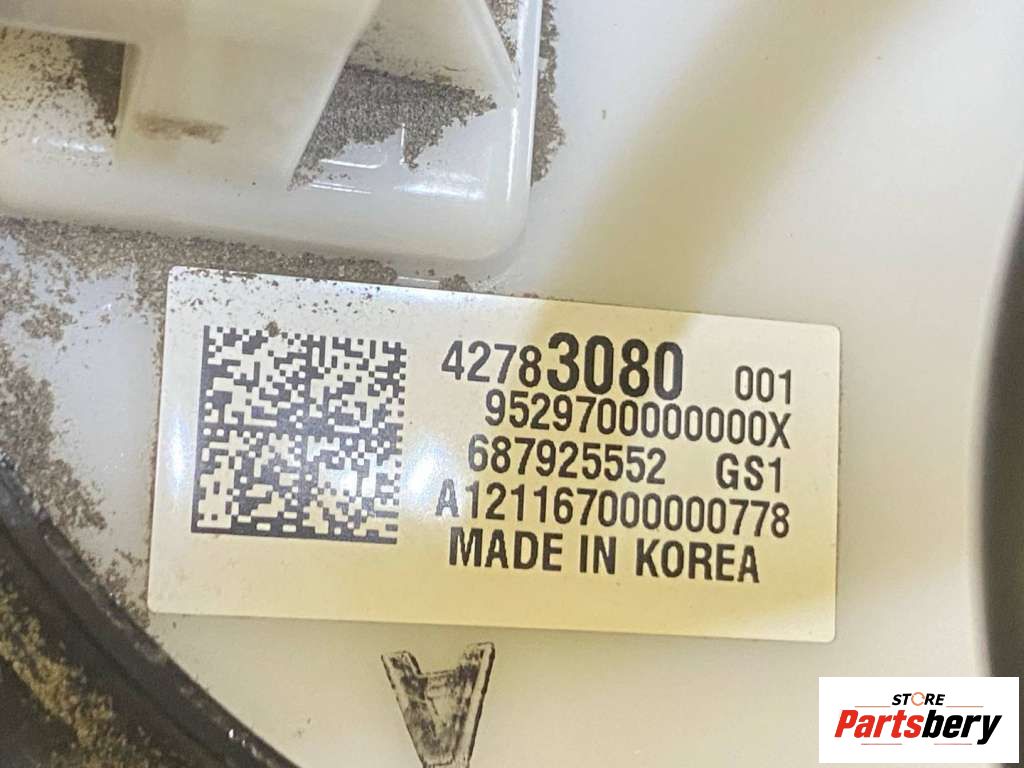 42783080 001
9529700000000X
687925552 GS1
A121167000000778
MADE IN KOREA
STORE
Partsbery